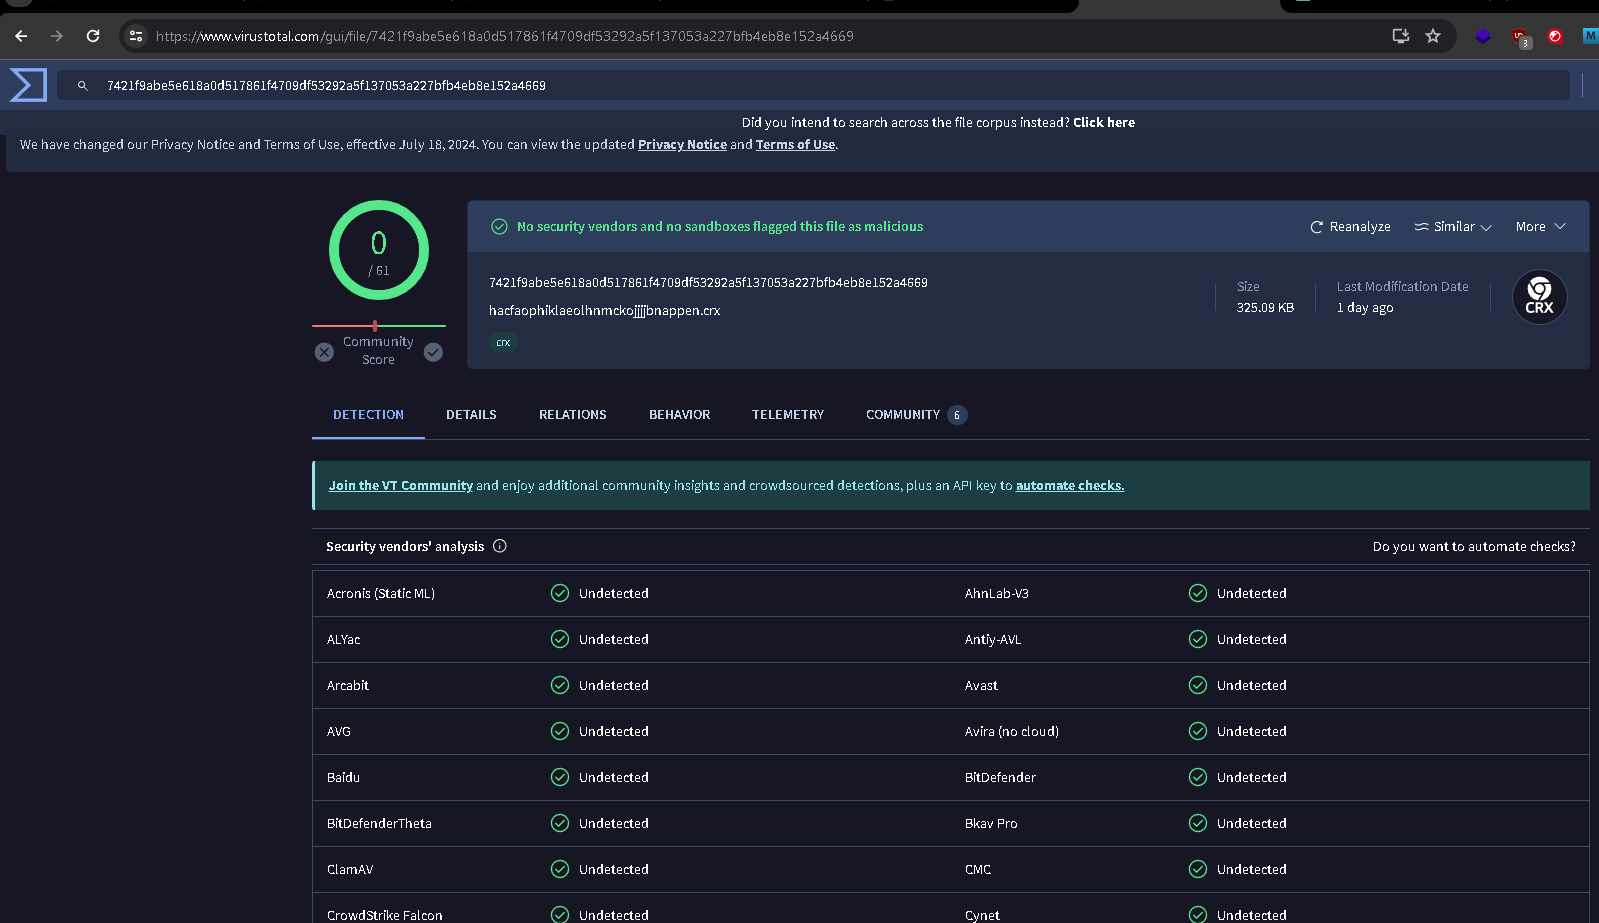 https://www.virustotal.com/gui/file/7421f9abe5e618a0d517861f4709df53292a5f137053a227bfb4eb8e152a4669
3
M
7421f9abe5e618a0d517861f4709df53292a5f137053a227bfb4eb8e152a4669
Did you intend to search across the file corpus instead? Click here
We have changed our Privacy Notice and Terms of Use, effective July 18, 2024. You can view the updated Privacy Notice and Terms of Use.
0
/ 61
Community
Score
No security vendors and no sandboxes flagged this file as malicious
Reanalyze
Similar
More
7421f9abe5e618a0d517861f4709df53292a5f137053a227bfb4eb8e152a4669
hacfaophiklaeolhnmckojjjjbnappen.crx
crx
Size
325.09 KB
Last Modification Date
1 day ago
CRX
DETECTION
DETAILS
RELATIONS
BEHAVIOR
TELEMETRY
COMMUNITY 6
Join the VT Community and enjoy additional community insights and crowdsourced detections, plus an API key to automate checks.
Security vendors' analysis
Do you want to automate checks?
Acronis (Static ML) Undetected AhnLab-V3 Undetected
ALYac Undetected Antiy-AVL Undetected
Arcabit Undetected Avast Undetected
AVG Undetected Avira (no cloud) Undetected
Baidu Undetected BitDefender Undetected
BitDefenderTheta Undetected Bkav Pro Undetected
ClamAV Undetected CMC Undetected
CrowdStrike Falcon Undetected Cynet Undetected